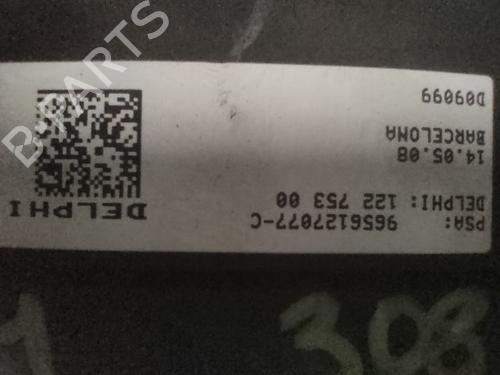 PSA: 9656127077-C
DELPHI: 122 753 00
14.05.08
BARCELONA
D09099
DELPHI
308
B-PARTS